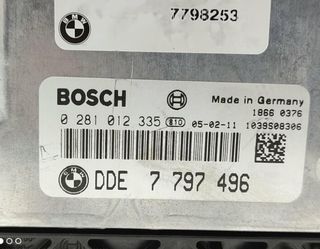 7798253
BOSCH
Made in Germany
1866 0376
0 281 012 335 B10 05-02-11 1039S08306
DDE 7 797 496